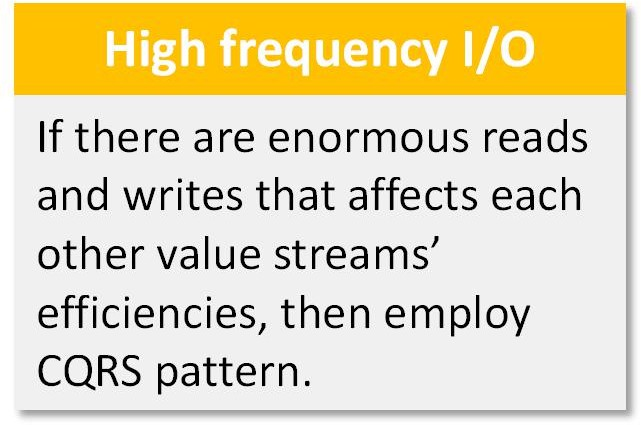 High frequency I/O
If there are enormous reads
and writes that affects each
other value streams’
efficiencies, then employ
CQRS pattern.